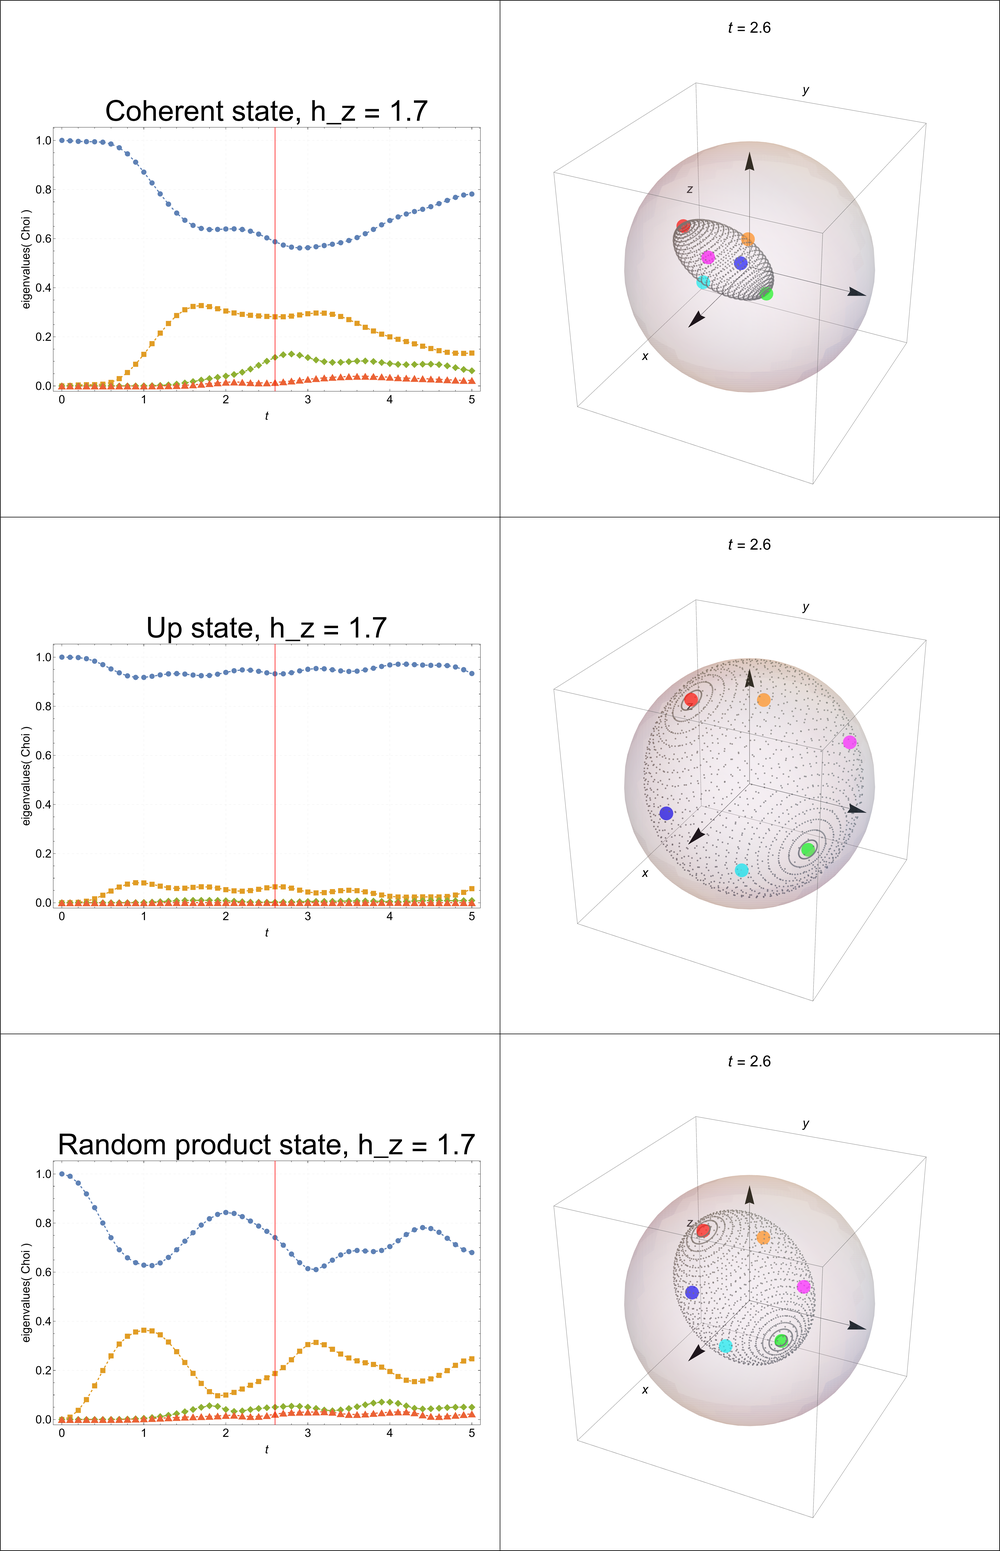 t = 2.6
y
Coherent state, h_z = 1.7
1.0
0.8
z
0.6
eigenvalues( Choi )
0.4
x
0.2
0.0
0 1 2 3 4 5
t
t = 2.6
y
Up state, h_z = 1.7
1.0
z
0.8
0.6
eigenvalues( Choi )
0.4
x
0.2
0.0
0 1 2 3 4 5
t
t = 2.6
y
Random product state, h_z = 1.7
1.0
z
0.8
0.6
eigenvalues( Choi )
0.4
x
0.2
0.0
0 1 2 3 4 5
t